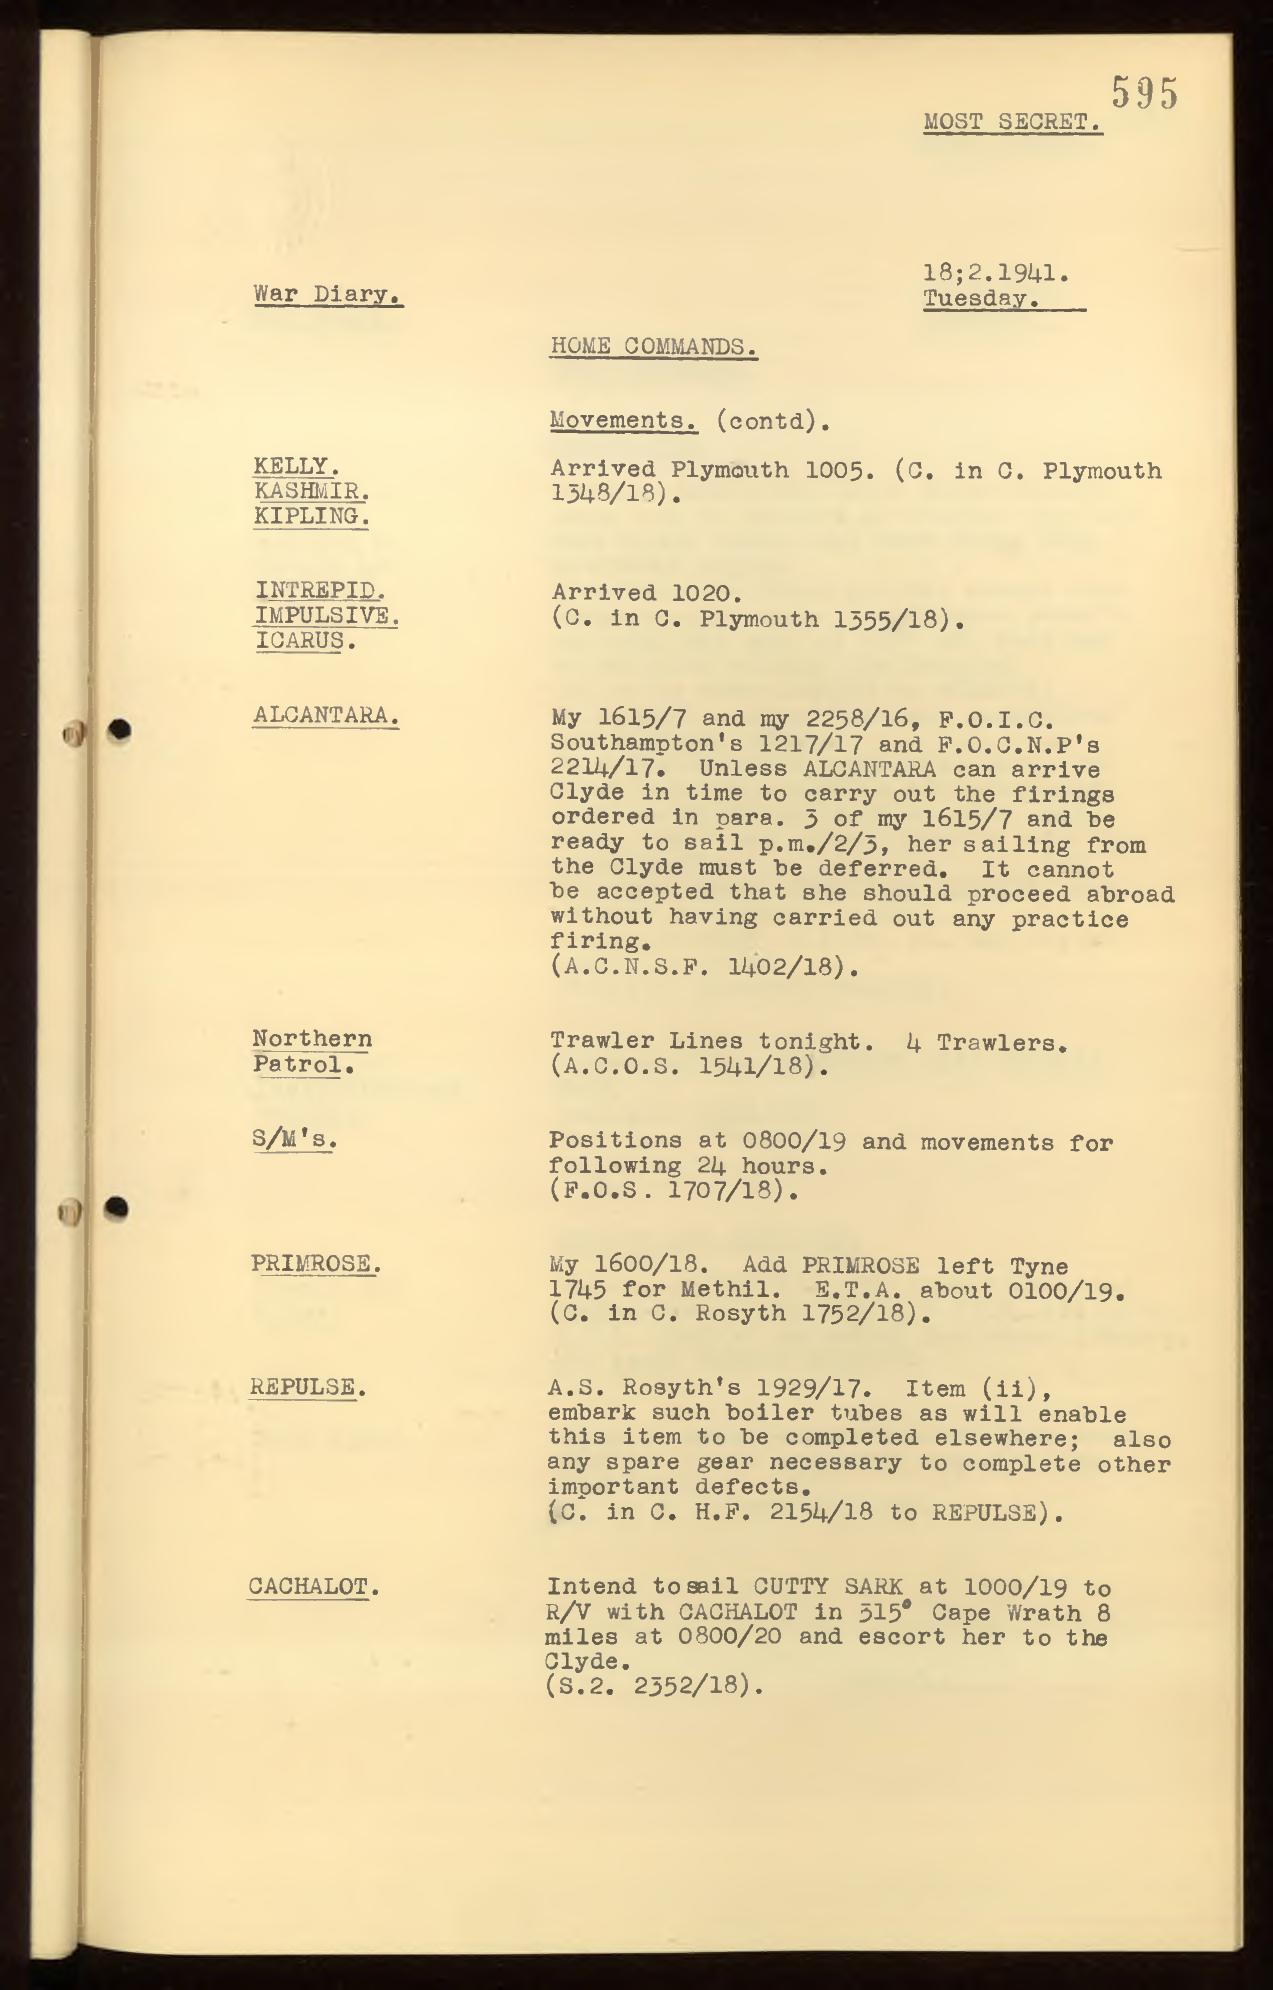 595
MOST SECRET.
18;2.1941.
War Diary.
Tuesday.
HOME COMMANDS.
Movements. (contd).
KELLY.
KASHMIR.
KIPLING.
Arrived Plymouth 1005. (C. in C. Plymouth
1348/18).
INTREPID.
IMPULSIVE.
ICARUS.
Arrived 1020.
(C. in C. Plymouth 1355/18).
ALCANTARA.
My 1615/7 and my 2258/16, F.O.I.C.
Southampton's 1217/17 and F.O.C.N.P's
2214/17. Unless ALCANTARA can arrive
Clyde in time to carry out the firings
ordered in para. 3 of my 1615/7 and be
ready to sail p.m./2/3, her sailing from
the Clyde must be deferred. It cannot
be accepted that she should proceed abroad
without having carried out any practice
firing.
(A.C.N.S.F. 1402/18).
Northern
Patrol.
Trawler Lines tonight. 4 Trawlers.
(A.C.O.S. 1541/18).
S/M's.
Positions at 0800/19 and movements for
following 24 hours.
(F.O.S. 1707/18).
PRIMROSE.
My 1600/18. Add PRIMROSE left Tyne
1745 for Methil. E.T.A. about 0100/19.
(C. in C. Rosyth 1752/18).
REPULSE.
A.S. Rosyth's 1929/17. Item (ii),
embark such boiler tubes as will enable
this item to be completed elsewhere; also
any spare gear necessary to complete other
important defects.
(C. in C. H.F. 2154/18 to REPULSE).
CACHALOT.
Intend to sail CUTTY SARK at 1000/19 to
R/V with CACHALOT in 315° Cape Wrath 8
miles at 0800/20 and escort her to the
Clyde.
(S.2. 2352/18).